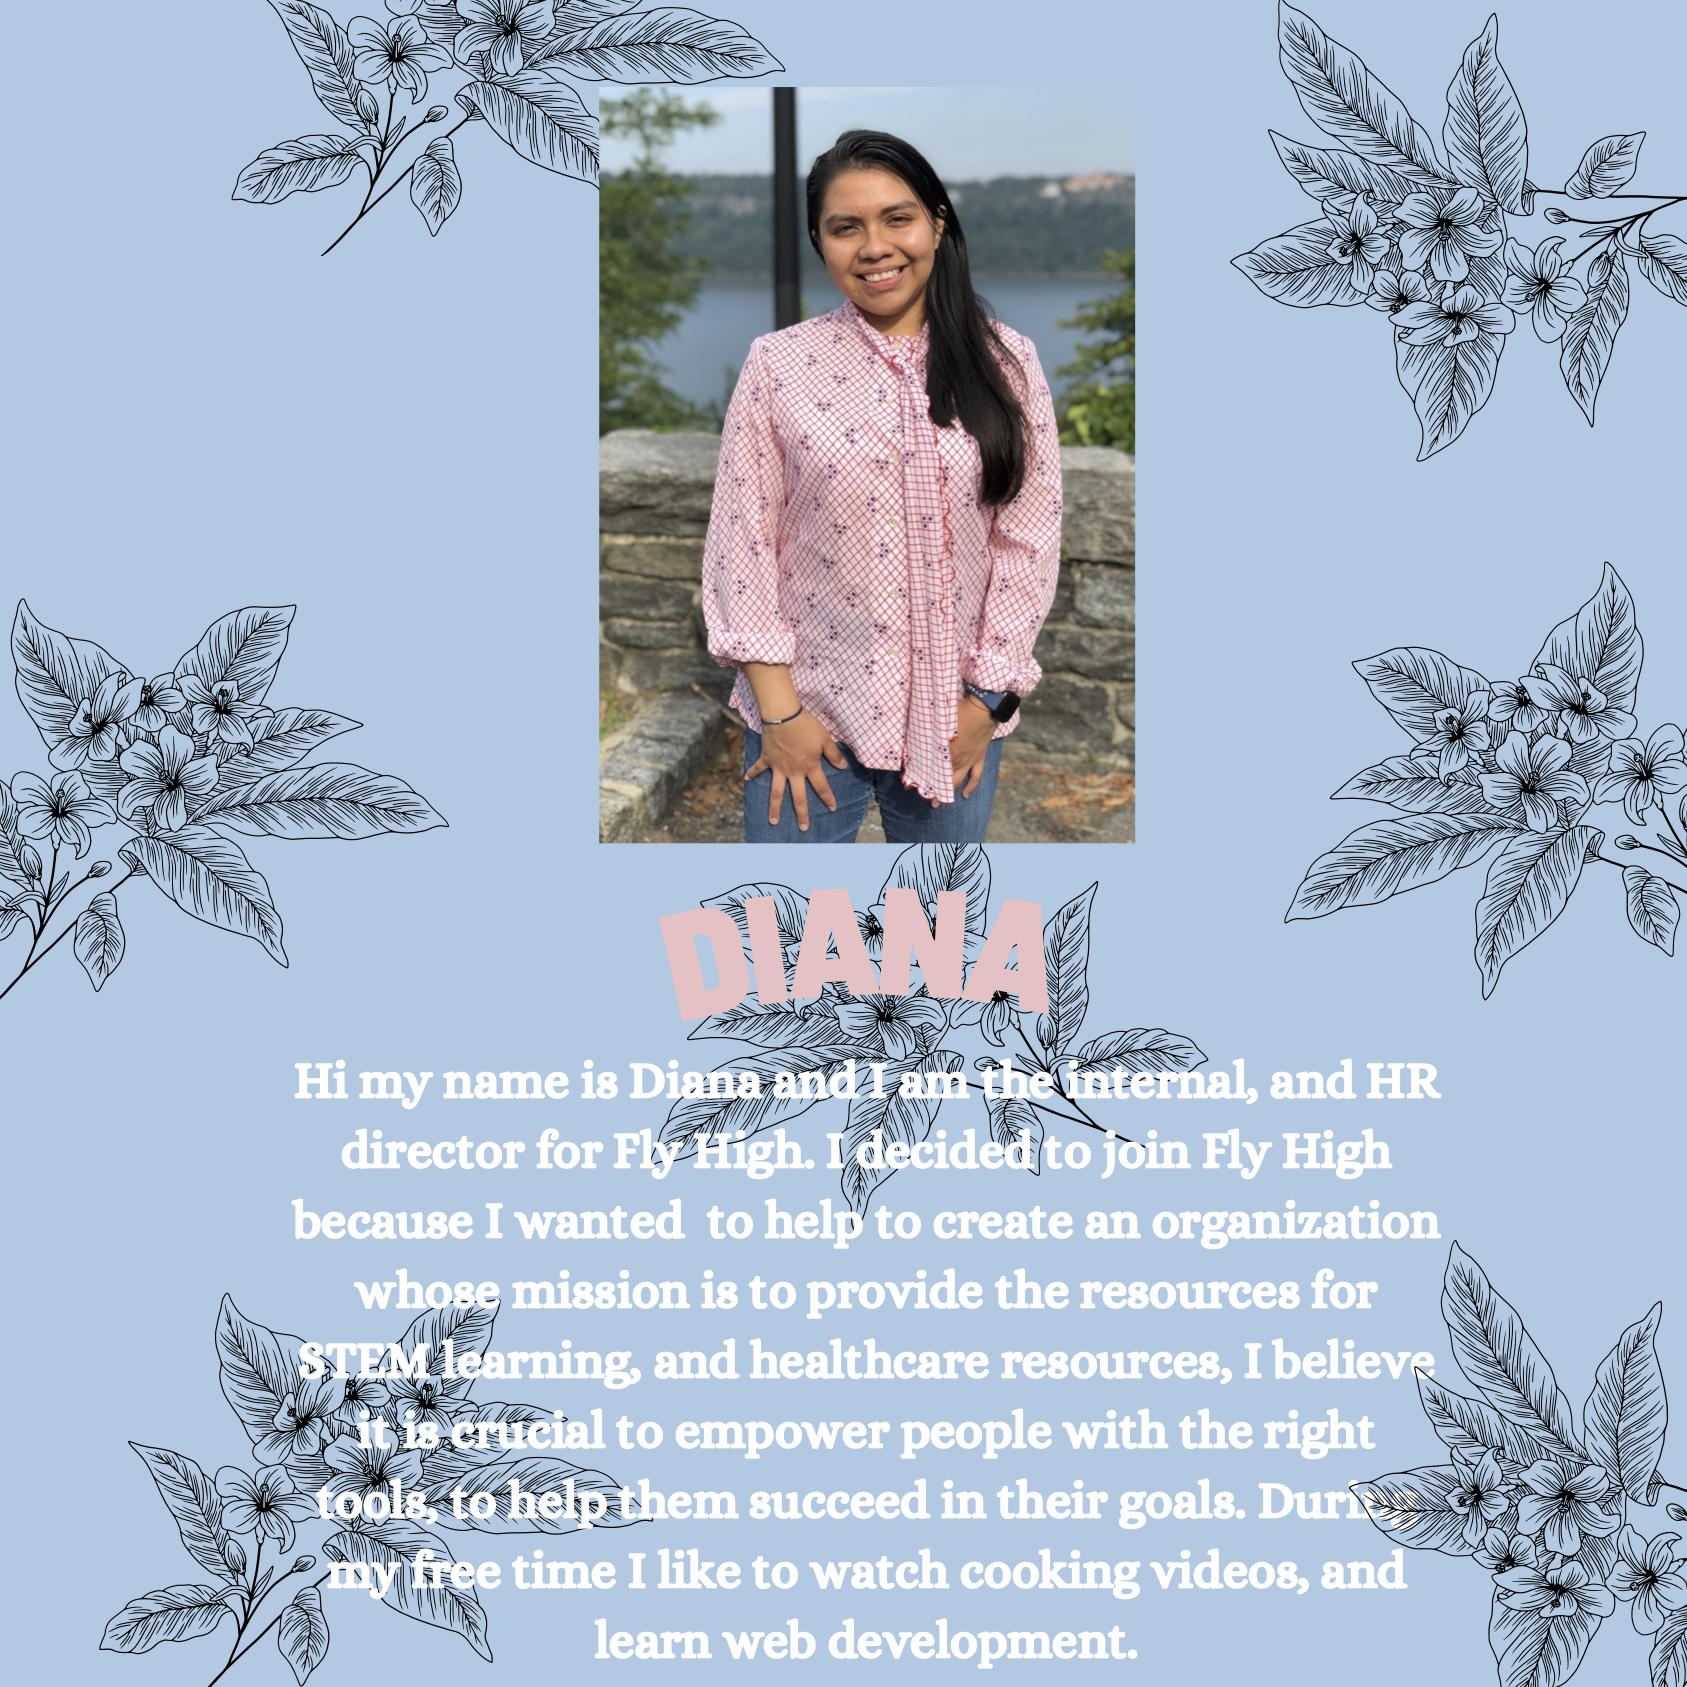 DIANA
Hi my name is Diana and I am the internal, and HR
director for Fly High. I decided to join Fly High
because I wanted  to help to create an organization
whose mission is to provide the resources for
STEM learning, and healthcare resources, I believe
it is crucial to empower people with the right
tools, to help them succeed in their goals. During
my free time I like to watch cooking videos, and
learn web development.